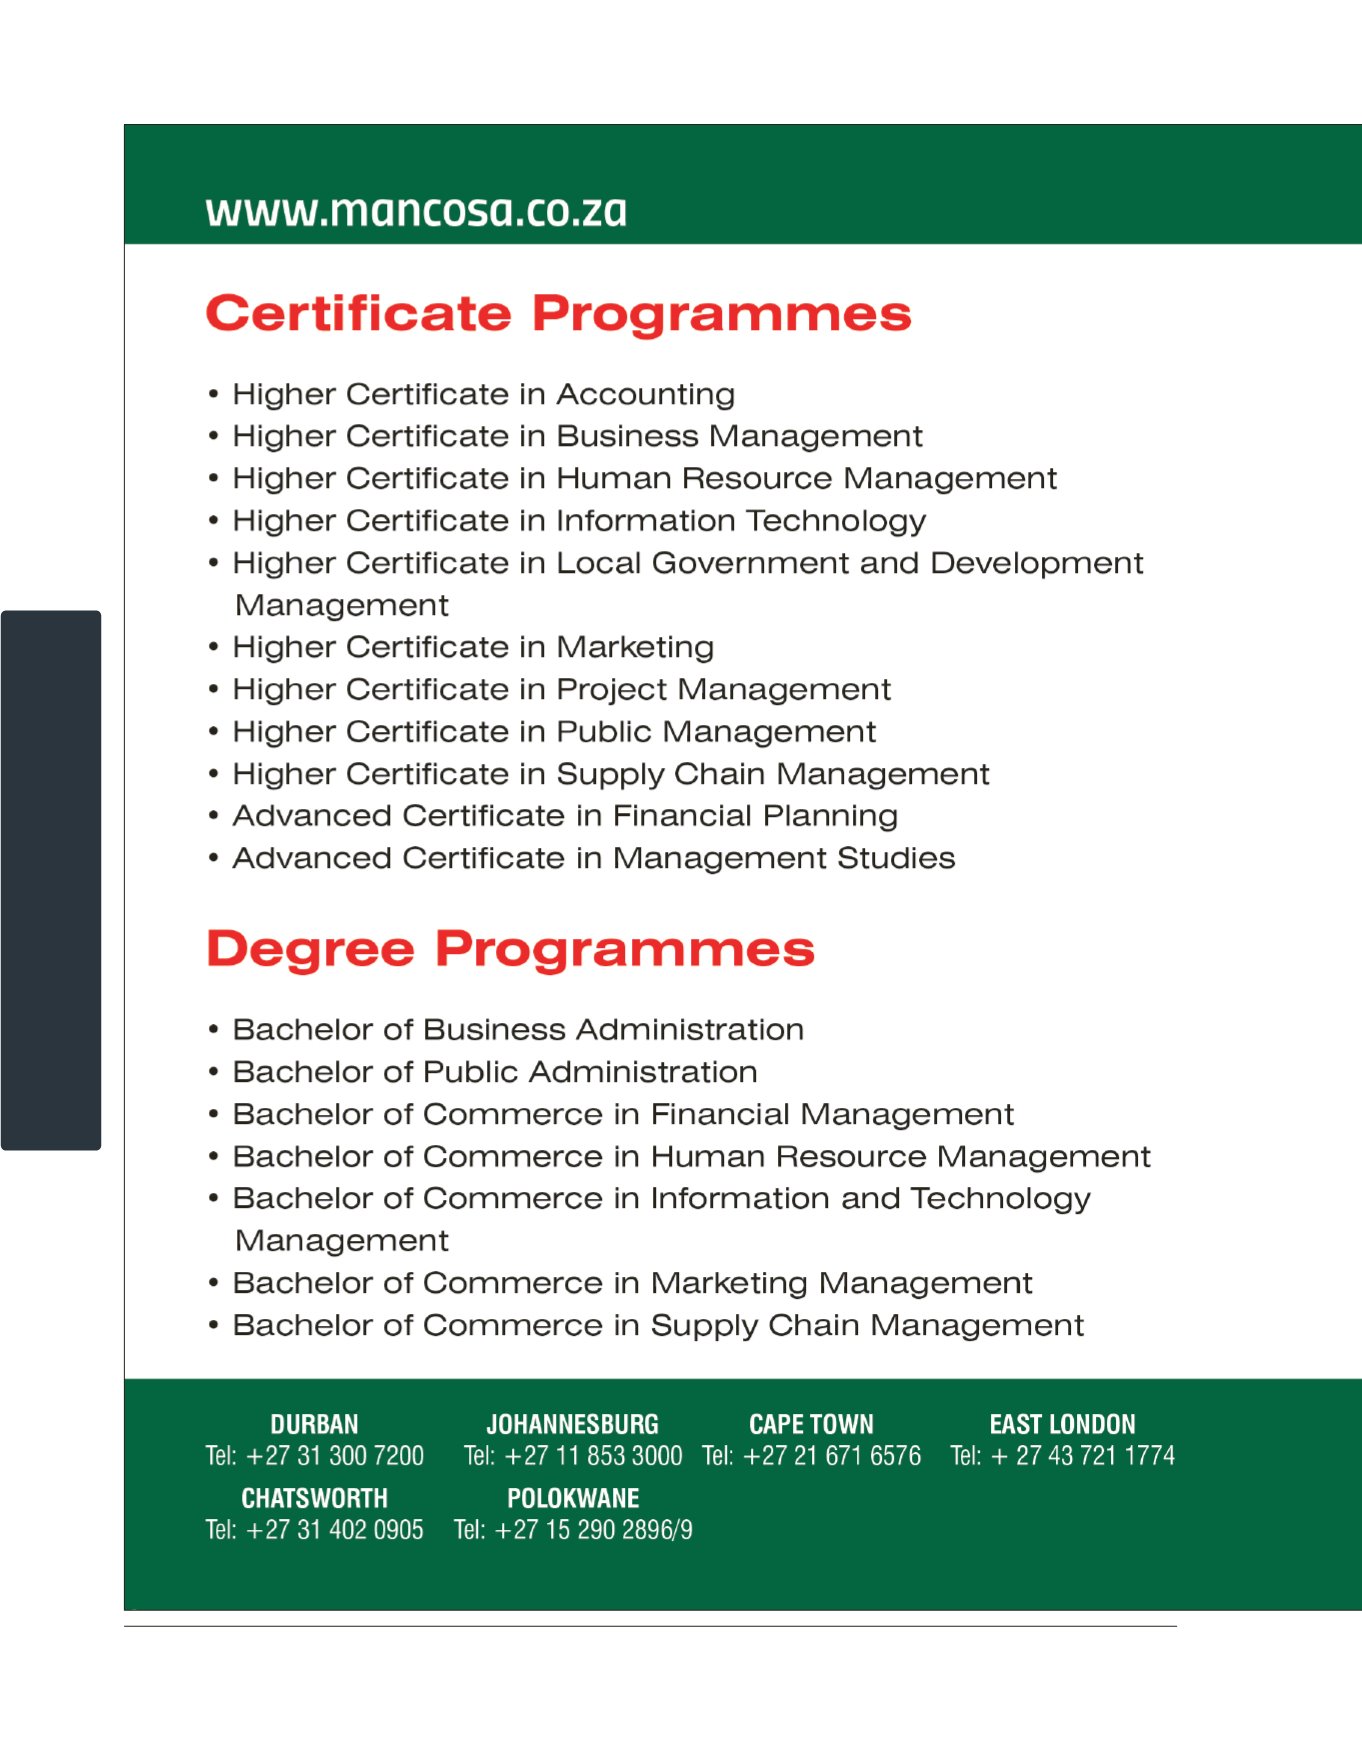 www.mancosa.co.za
Certificate Programmes
• Higher Certificate in Accounting
• Higher Certificate in Business Management
• Higher Certificate in Human Resource Management
• Higher Certificate in Information Technology
• Higher Certificate in Local Government and Development
Management
• Higher Certificate in Marketing
• Higher Certificate in Project Management
• Higher Certificate in Public Management
• Higher Certificate in Supply Chain Management
• Advanced Certificate in Financial Planning
• Advanced Certificate in Management Studies
Degree Programmes
• Bachelor of Business Administration
• Bachelor of Public Administration
• Bachelor of Commerce in Financial Management
• Bachelor of Commerce in Human Resource Management
• Bachelor of Commerce in Information and Technology
Management
• Bachelor of Commerce in Marketing Management
• Bachelor of Commerce in Supply Chain Management
DURBAN JOHANNESBURG CAPE TOWN EAST LONDON
Tel: +27 31 300 7200 Tel: +27 11 853 3000 Tel: +27 21 671 6576 Tel: + 27 43 721 1774
CHATSWORTH POLOKWANE
Tel: +27 31 402 0905 Tel: +27 15 290 2896/9